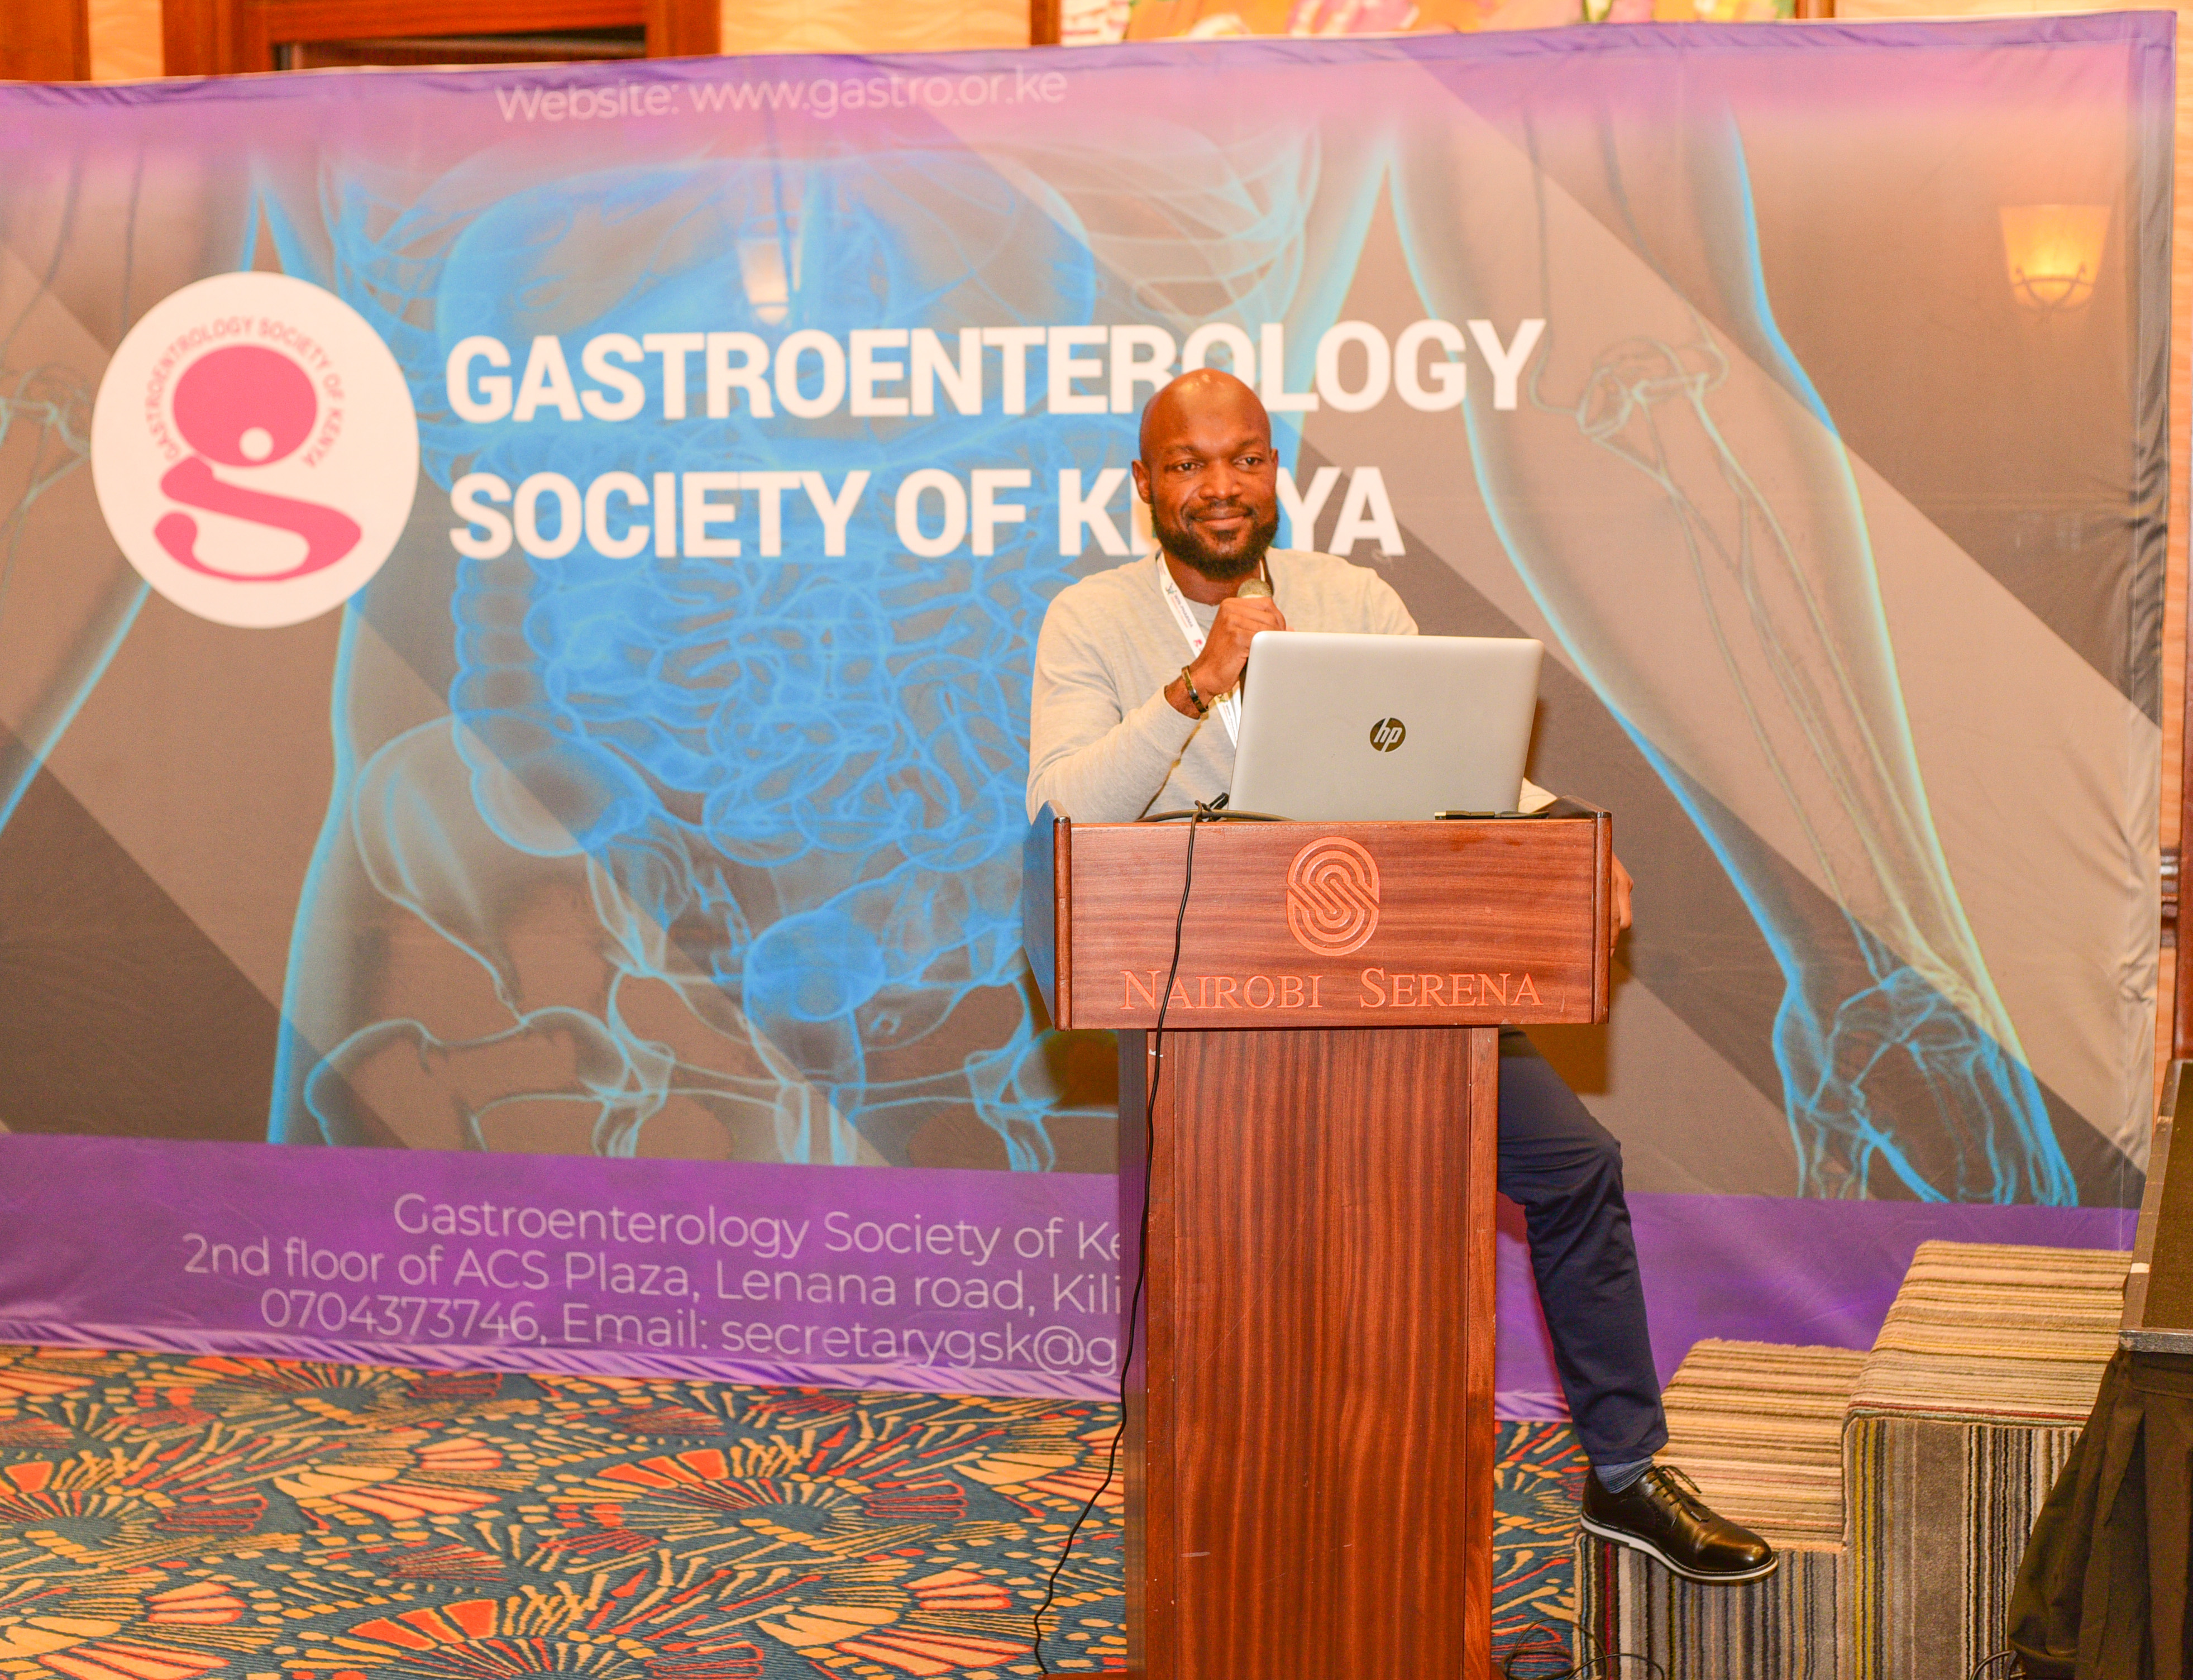 Website: www.gastro.or.ke
GASTROENTEROLOGY SOCIETY OF KENYA
GASTROENTEROLOGY
SOCIETY OF KENYA
hp
NAIROBI SERENA
Gastroenterology Society of Ke
2nd floor of ACS Plaza, Lenana road, Kili
0704373746, Email: secretarygsk@g